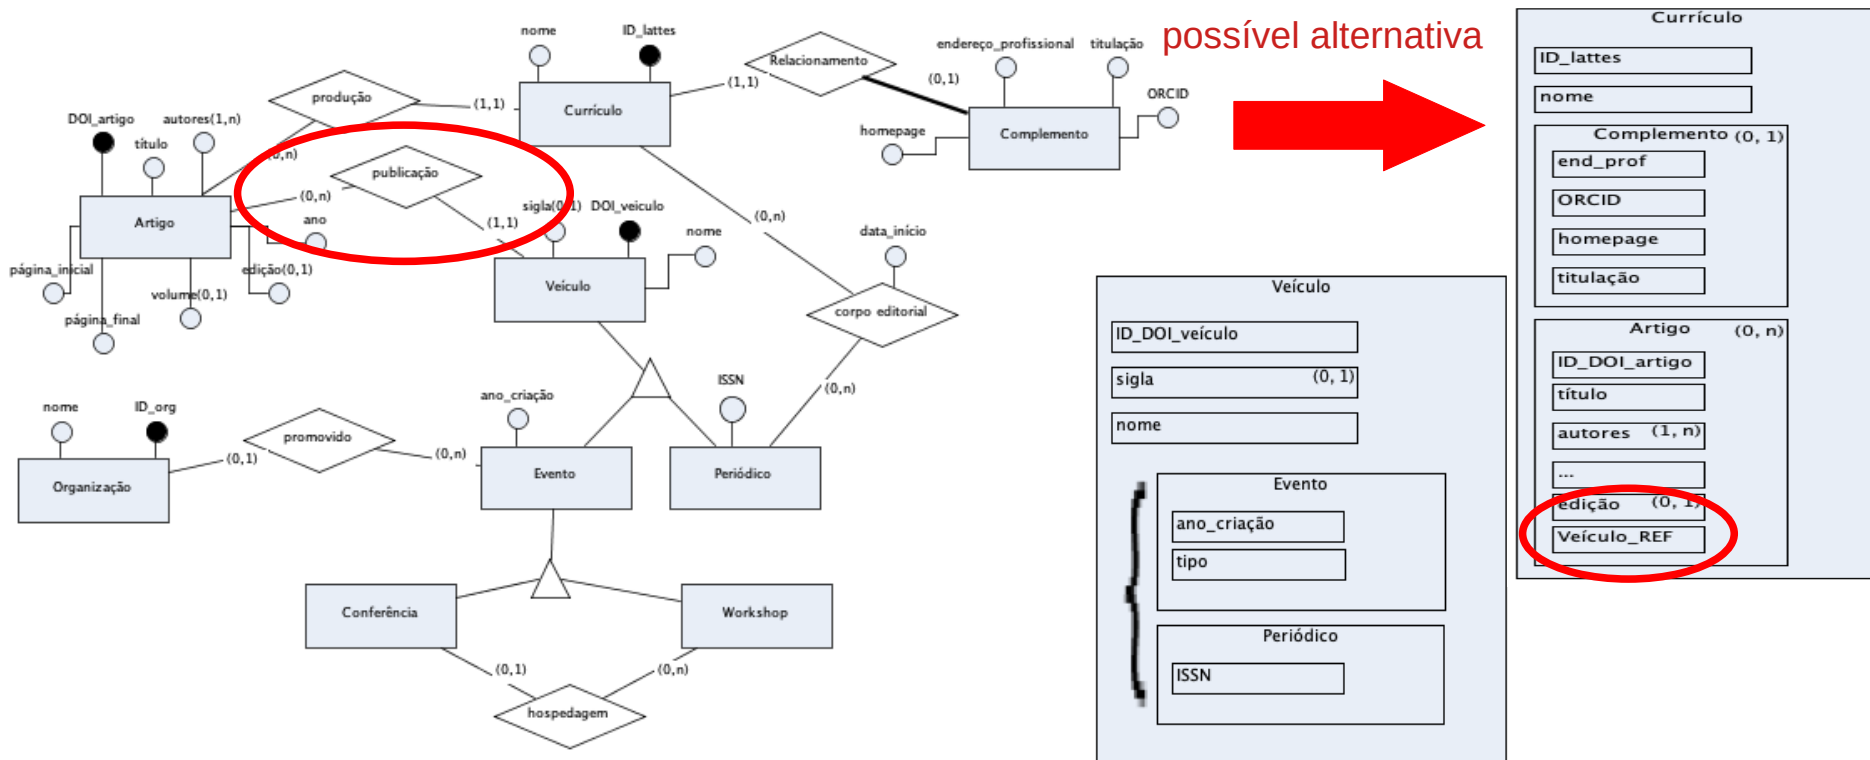 possível alternativa
nome
ID_lattes
Currículo
(1,1)
(1,1)
Relacionamento
(0,1)
endereço_profissional
titulação
ORCID
homepage
Complemento
produção
(0,n)
DOI_artigo
autores(1,n)
título
Artigo
ano
página_inicial
página_final
volume(0,1)
edição(0,1)
publicação
(0,n)
(1,1)
sigla(0,1)
DOI_veiculo
nome
Veículo
(0,n)
data_início
corpo editorial
(0,n)
ISSN
ano_criação
Evento
Periódico
nome
ID_org
Organização
(0,1)
promovido
(0,n)
Conferência
Workshop
(0,1)
(0,n)
hospedagem
Veículo
ID_DOI_veículo
sigla (0, 1)
nome
Evento
ano_criação
tipo
Periódico
ISSN
Currículo
ID_lattes
nome
Complemento (0, 1)
end_prof
ORCID
homepage
titulação
Artigo (0, n)
ID_DOI_artigo
título
autores (1, n)
...
edição (0, 1)
Veículo_REF